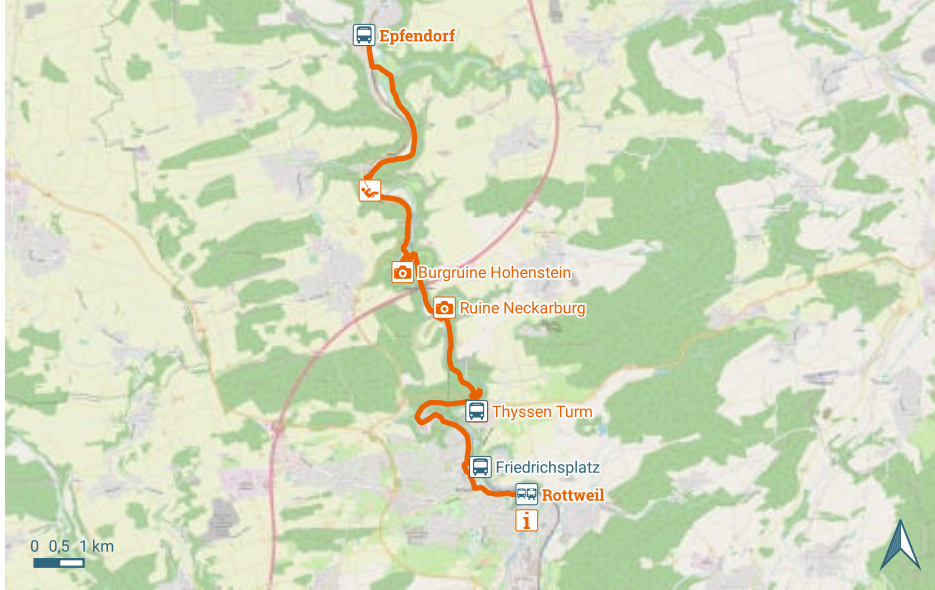 Epfendorf
Burgruine Hohenstein
Ruine Neckarburg
Thyssen Turm
Friedrichsplatz
Rottweil
i
0 0,5 1 km